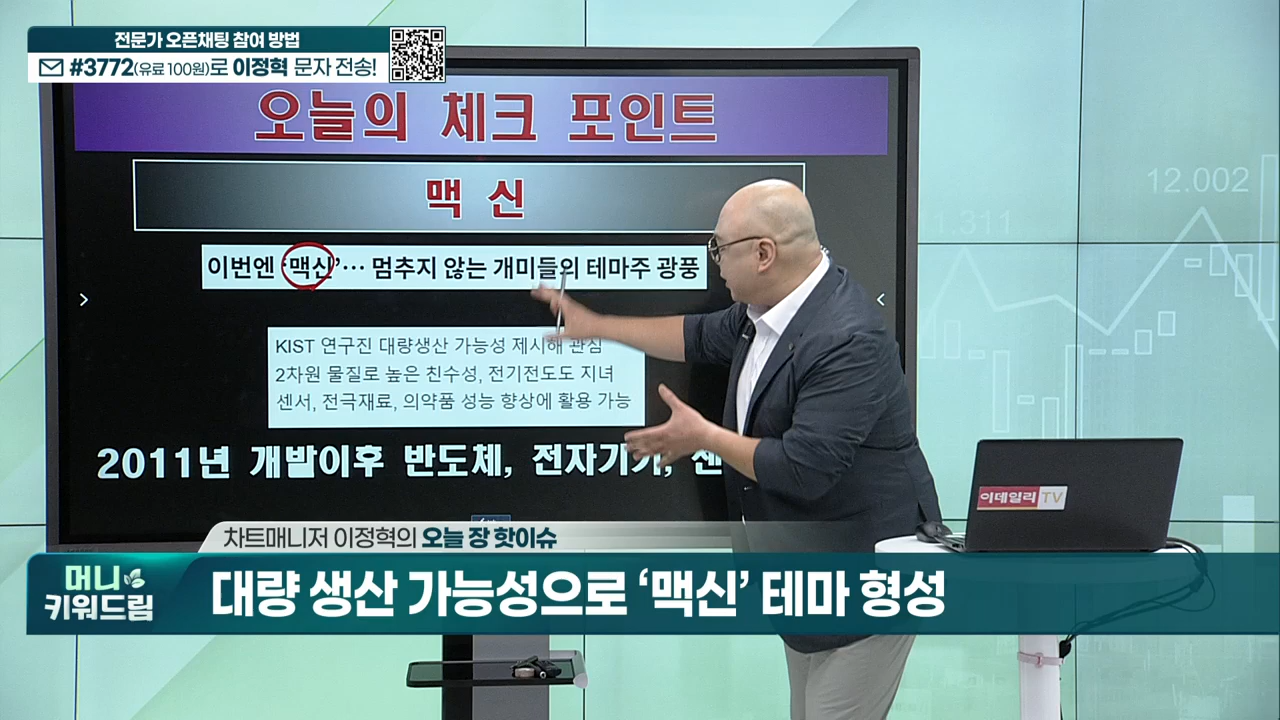 전문가 오픈채팅 참여 방법
#3772(유료 100원)로 이정혁 문자 전송!
오늘의 체크 포인트
맥 신
이번엔 '맥신'… 멈추지 않는 개미들의 테마주 광풍
KIST 연구진 대량생산 가능성 제시해 관심
2차원 물질로 높은 친수성, 전기전도도 지녀
센서, 전극재료, 의약품 성능 향상에 활용 가능
2011년 개발이후 반도체, 전자기기, 센
12.002
1.311
이데일리 TV
차트매니저 이정혁의 오늘 장 핫이슈
머니
키워드림
대량 생산 가능성으로 '맥신' 테마 형성